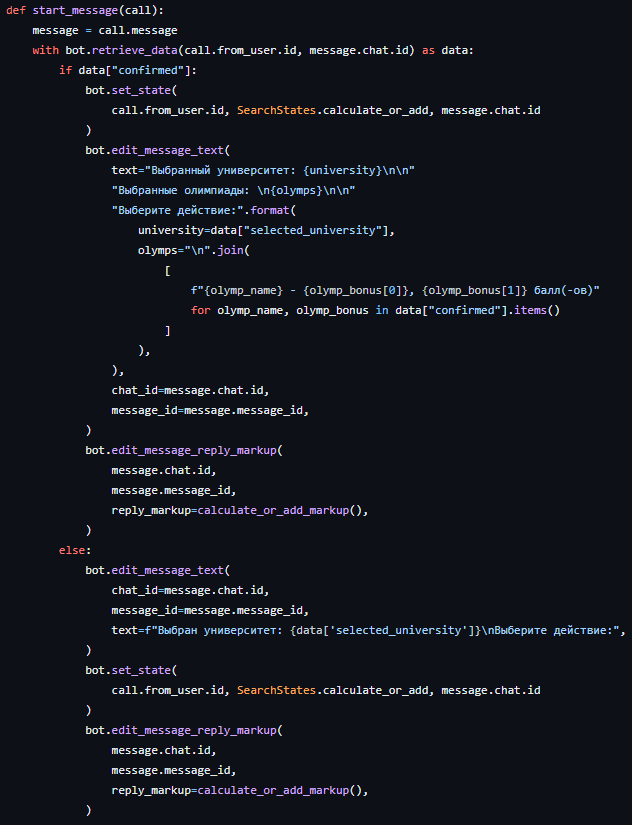 def start_message(call):
    message = call.message
    with bot.retrieve_data(call.from_user.id, message.chat.id) as data:
        if data["confirmed"]:
            bot.set_state(
                call.from_user.id, SearchStates.calculate_or_add, message.chat.id
            )
            bot.edit_message_text(
                text="Выбранный университет: {university}\n\n"
                "Выбранные олимпиады: \n{olymps}\n\n"
                "Выберите действие:".format(
                    university=data["selected_university"],
                    olymps="\n".join(
                        [
                            f"{olymp_name} - {olymp_bonus[0]}, {olymp_bonus[1]} балл(-ов)"
                            for olymp_name, olymp_bonus in data["confirmed"].items()
                        ]
                    ),
                ),
                chat_id=message.chat.id,
                message_id=message.message_id,
            )
            bot.edit_message_reply_markup(
                message.chat.id,
                message.message_id,
                reply_markup=calculate_or_add_markup(),
            )
        else:
            bot.edit_message_text(
                chat_id=message.chat.id,
                message_id=message.message_id,
                text=f"Выбран университет: {data['selected_university']}\nВыберите действие:",
            )
            bot.set_state(
                call.from_user.id, SearchStates.calculate_or_add, message.chat.id
            )
            bot.edit_message_reply_markup(
                message.chat.id,
                message.message_id,
                reply_markup=calculate_or_add_markup(),
            )